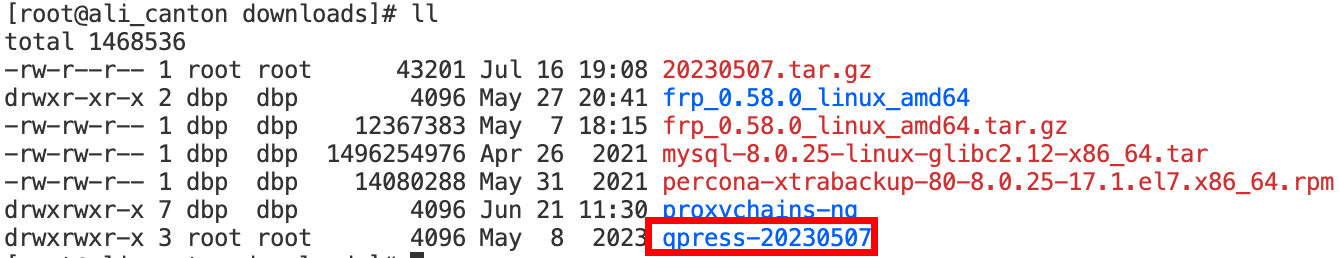 [root@ali_canton downloads]# ll
total 1468536
-rw-r--r-- 1 root root      43201 Jul 16 19:08 20230507.tar.gz
drwxr-xr-x 2 dbp  dbp        4096 May 27 20:41 frp_0.58.0_linux_amd64
-rw-rw-r-- 1 dbp  dbp    12367383 May  7 18:15 frp_0.58.0_linux_amd64.tar.gz
-rw-rw-r-- 1 dbp  dbp  1496254976 Apr 26  2021 mysql-8.0.25-linux-glibc2.12-x86_64.tar
-rw-rw-r-- 1 dbp  dbp    14080288 May 31  2021 percona-xtrabackup-80-8.0.25-17.1.el7.x86_64.rpm
drwxrwxr-x 7 dbp  dbp        4096 Jun 21 11:30 proxychains-ng
drwxrwxr-x 3 root root       4096 May  8  2023 qpress-20230507